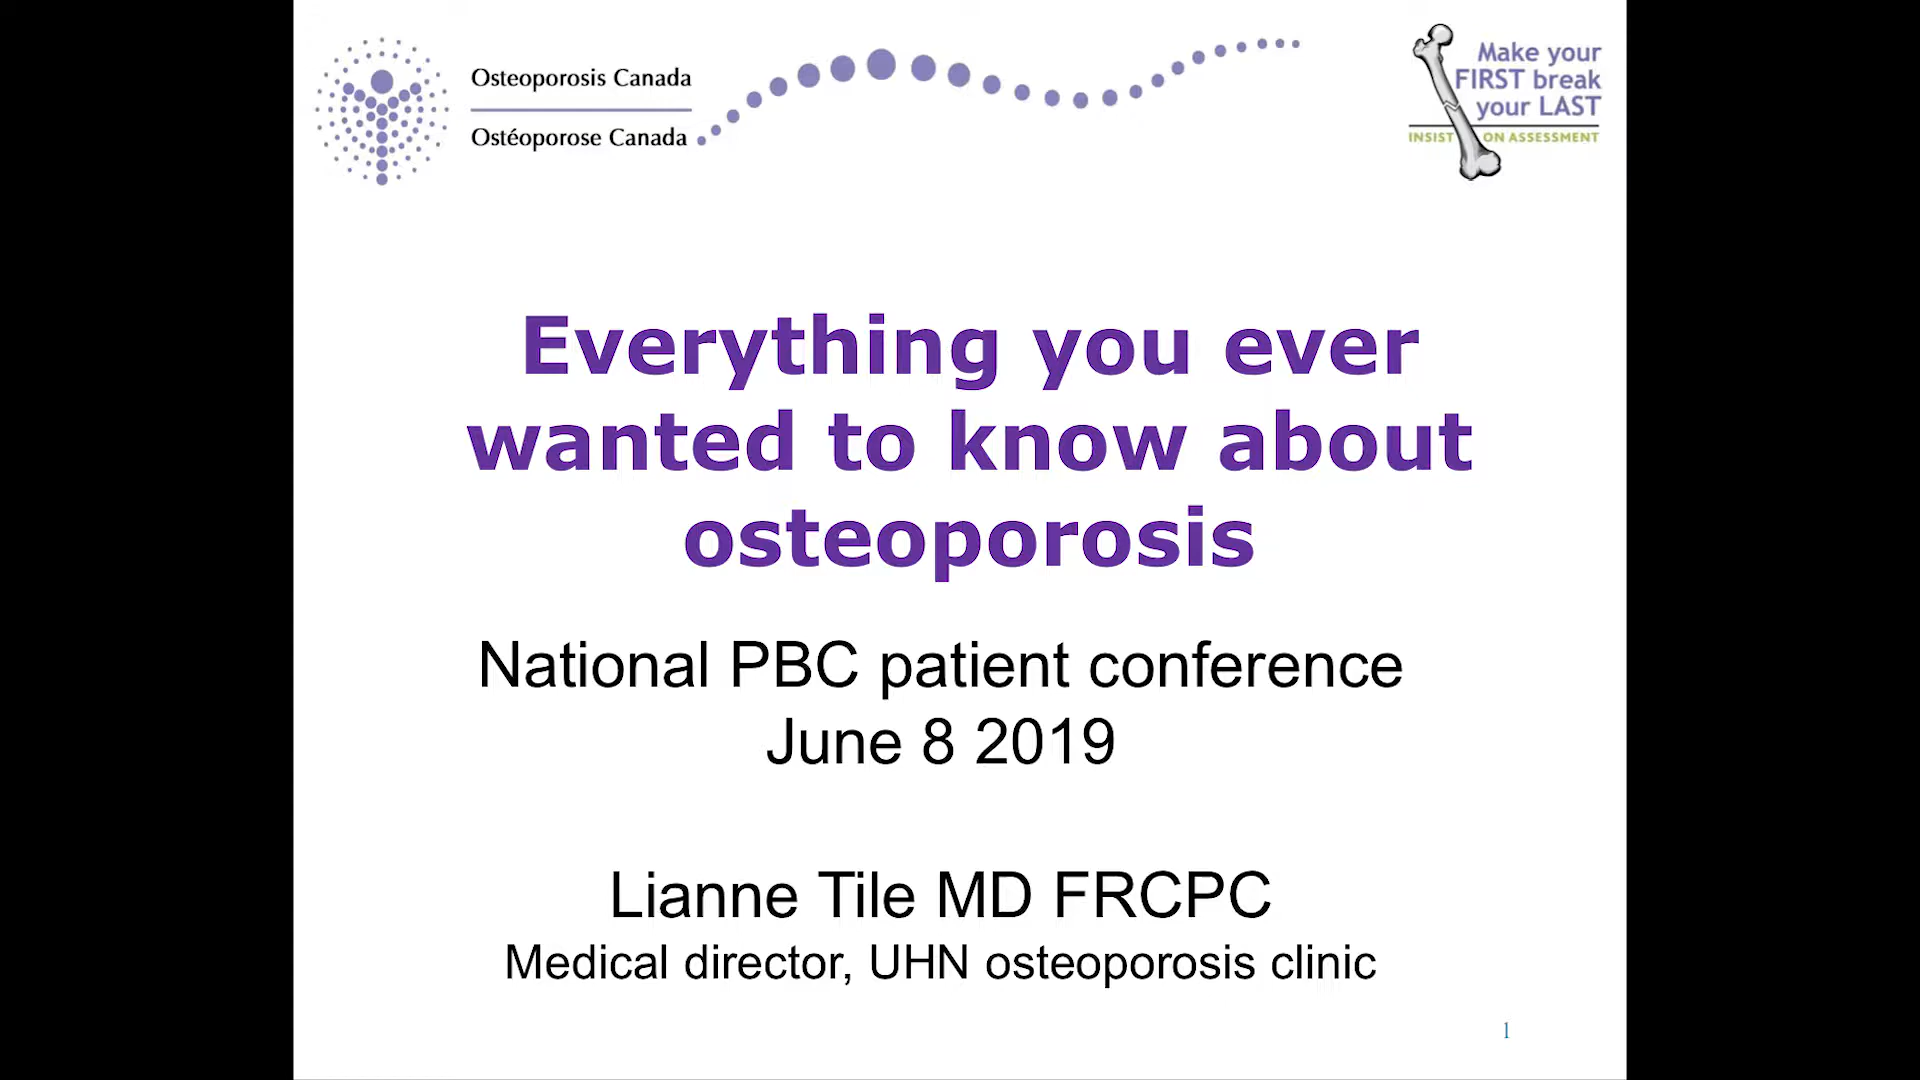 Osteoporosis Canada
Ostéoporose Canada
Make your
FIRST break
your LAST
INSIST ON ASSESSMENT
Everything you ever
wanted to know about
osteoporosis
National PBC patient conference
June 8 2019
Lianne Tile MD FRCPC
Medical director, UHN osteoporosis clinic
1